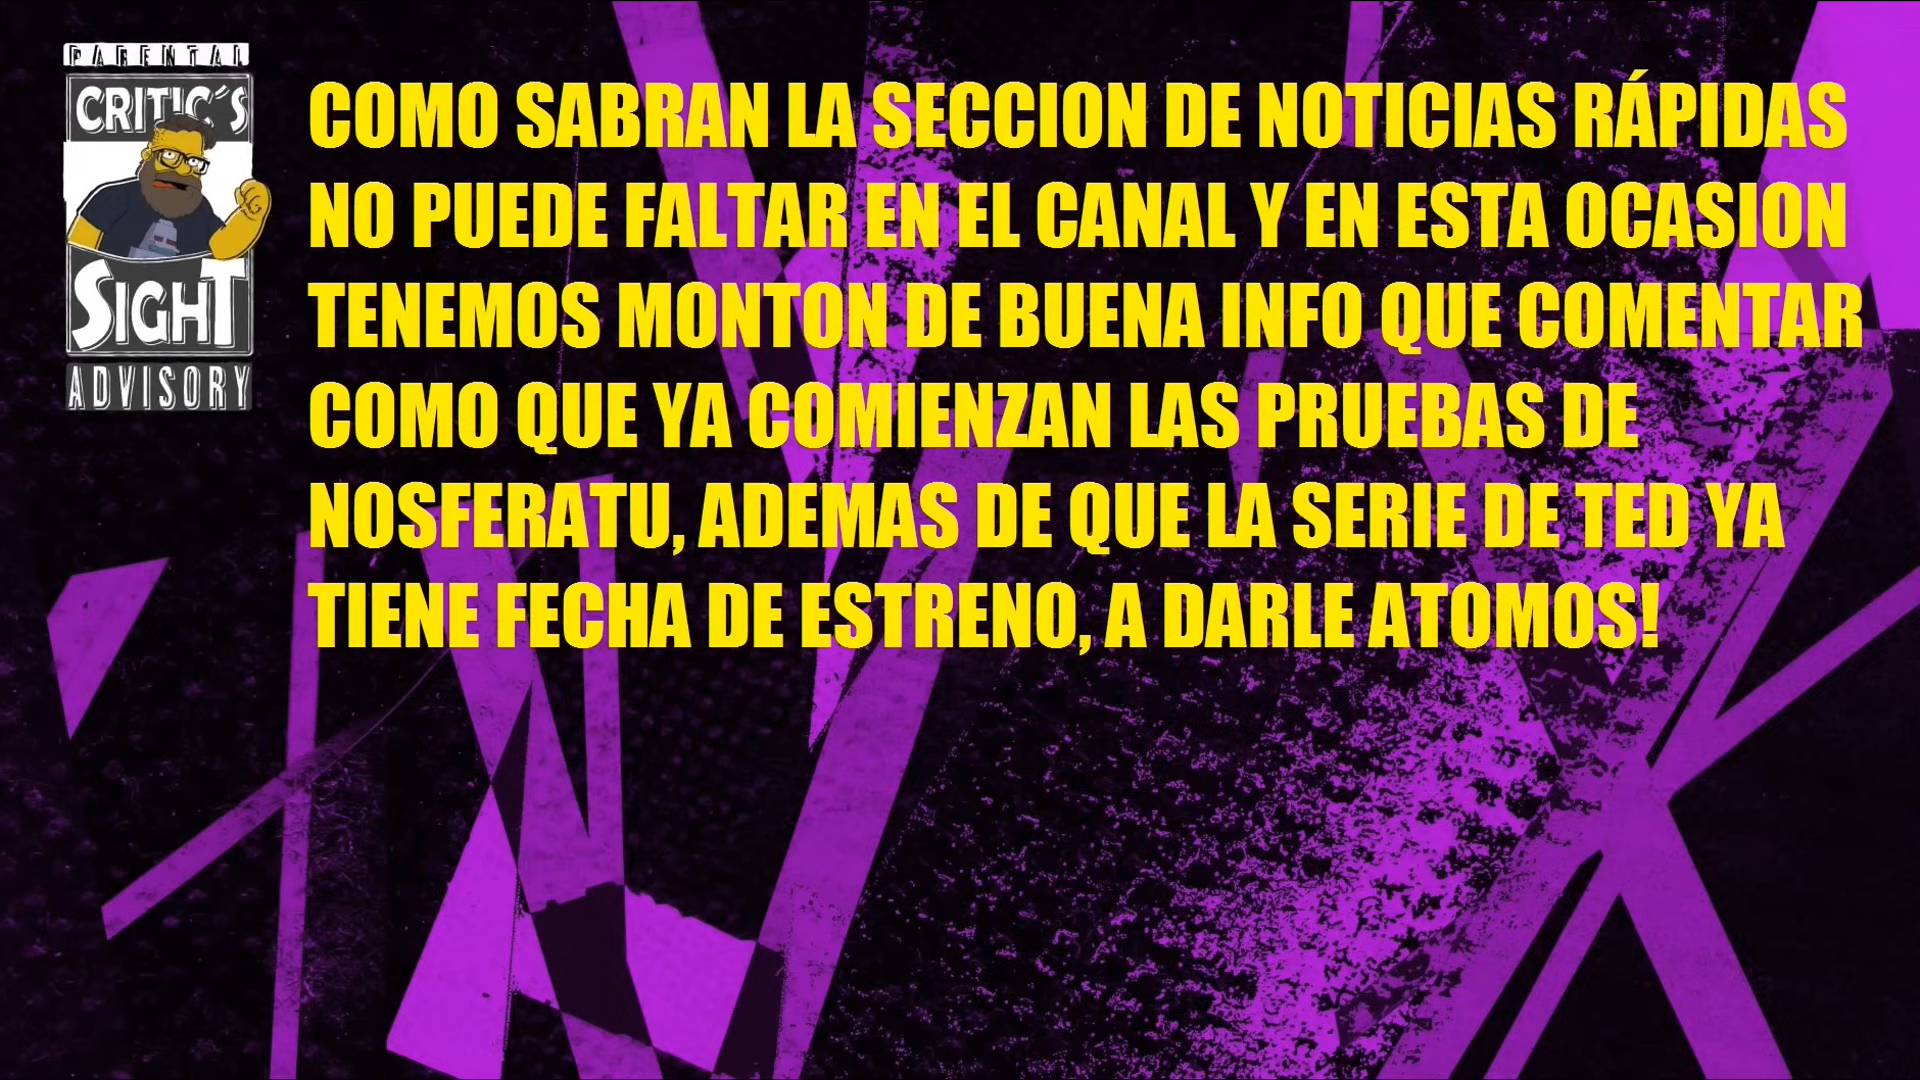 PARENTAL
CRITIC´S
SIGHT
ADVISORY
COMO SABRAN LA SECCION DE NOTICIAS RÁPIDAS
NO PUEDE FALTAR EN EL CANAL Y EN ESTA OCASION
TENEMOS MONTON DE BUENA INFO QUE COMENTAR
COMO QUE YA COMIENZAN LAS PRUEBAS DE
NOSFERATU, ADEMAS DE QUE LA SERIE DE TED YA
TIENE FECHA DE ESTRENO, A DARLE ATOMOS!